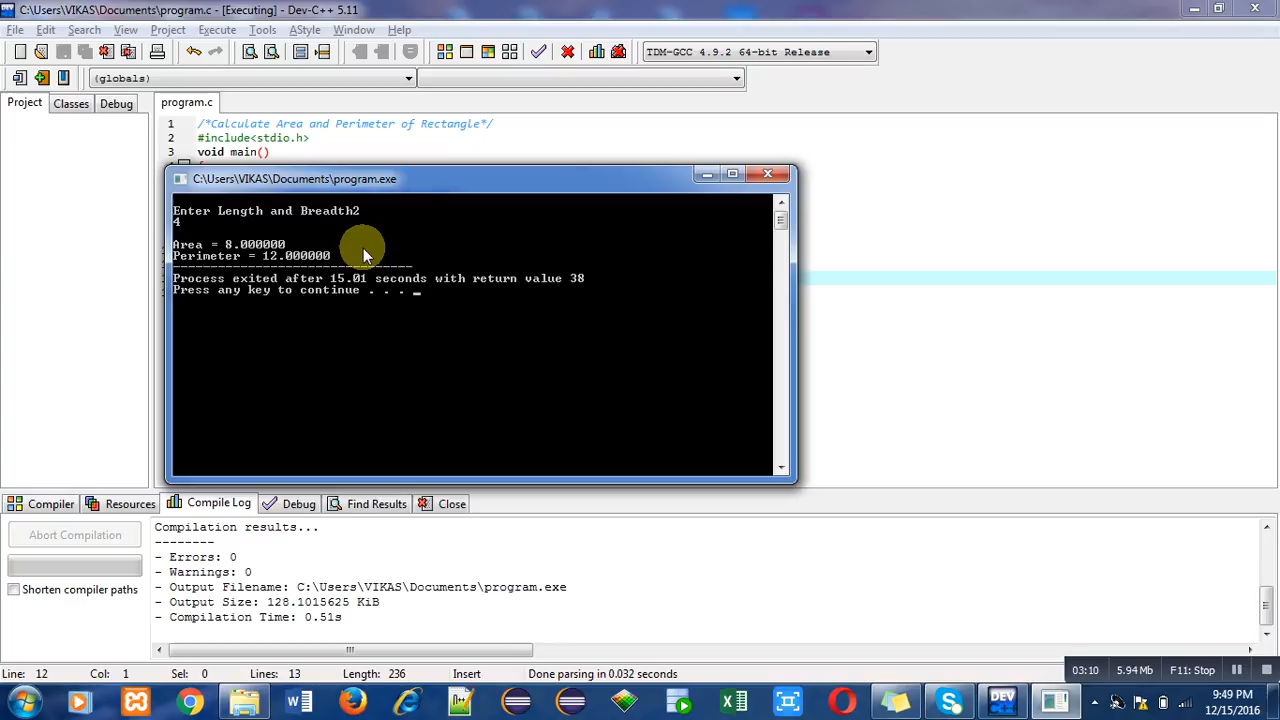 C:\Users\VIKAS\Documents\program.c - [Executing] - Dev-C++ 5.11
File Edit Search View Project Execute Tools AStyle Window Help
TDM-GCC 4.9.2 64-bit Release
(globals)
Project Classes Debug program.c
1 /*Calculate Area and Perimeter of Rectangle*/
2 #include<stdio.h>
3 void main()
C:\Users\VIKAS\Documents\program.exe
Enter Length and Breadth2
4
Area = 8.000000
Perimeter = 12.000000
--------------------------------
Process exited after 15.01 seconds with return value 38
Press any key to continue . . . _
Compiler Resources Compile Log Debug Find Results Close
Abort Compilation
Shorten compiler paths
Compilation results...
--------
- Errors: 0
- Warnings: 0
- Output Filename: C:\Users\VIKAS\Documents\program.exe
- Output Size: 128.1015625 KiB
- Compilation Time: 0.51s
Line: 12 Col: 1 Sel: 0 Lines: 13 Length: 236 Insert Done parsing in 0.032 seconds
03:10 5.94 Mb F11: Stop
DEV
9:49 PM
12/15/2016